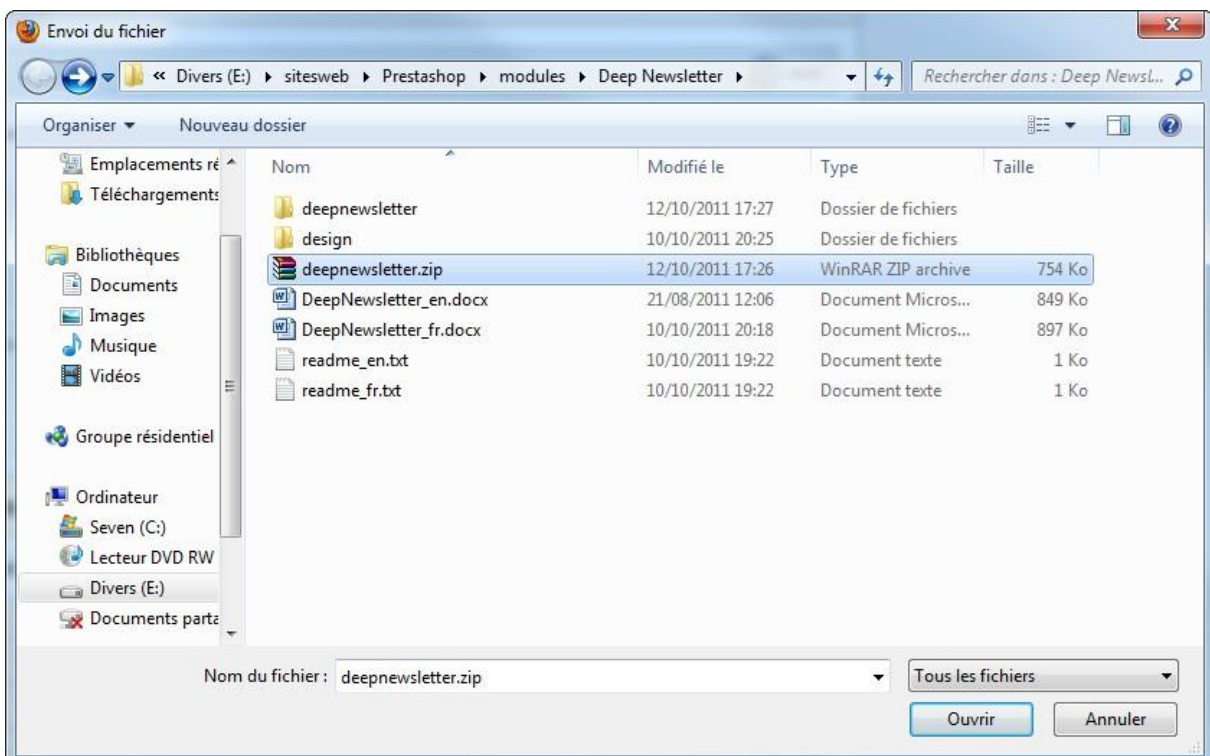 Envoi du fichier
« Divers (E:) sitesweb Prestashop modules Deep Newsletter
Rechercher dans : Deep Newsl...
Organiser Nouveau dossier
Emplacements ré
Téléchargements
Bibliothèques
Documents
Images
Musique
Vidéos
Groupe résidentiel
Ordinateur
Seven (C:)
Lecteur DVD RW
Divers (E:)
Documents parta
Nom Modifié le Type Taille
deepnewsletter 12/10/2011 17:27 Dossier de fichiers
design 10/10/2011 20:25 Dossier de fichiers
deepnewsletter.zip 12/10/2011 17:26 WinRAR ZIP archive 754 Ko
DeepNewsletter_en.docx 21/08/2011 12:06 Document Micros... 849 Ko
DeepNewsletter_fr.docx 10/10/2011 20:18 Document Micros... 897 Ko
readme_en.txt 10/10/2011 19:22 Document texte 1 Ko
readme_fr.txt 10/10/2011 19:22 Document texte 1 Ko
Nom du fichier : deepnewsletter.zip
Tous les fichiers
Ouvrir Annuler